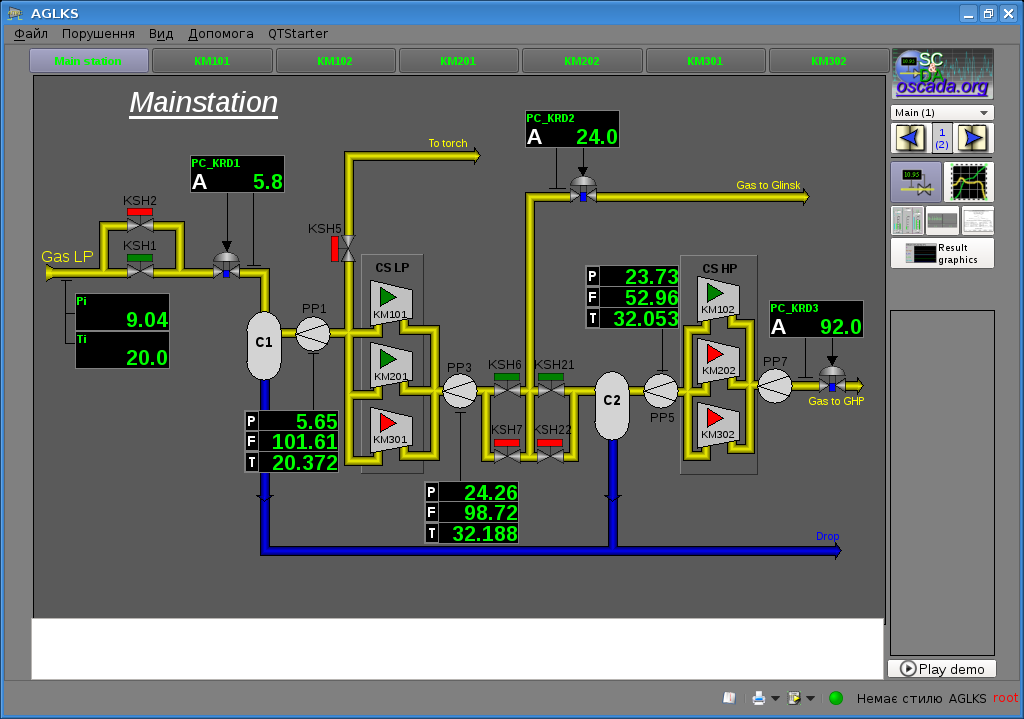 AGLKS
Файл Порушення Вид Допомога QTStarter
Main station KM101 KM102 KM201 KM202 KM301 KM302
SC
&
DA
oscada.org
Main (1)
1
(2)
10.95
Result
graphics
Mainstation
PC_KRD2
A 24.0
To torch
PC_KRD1
A 5.8
Gas to Glinsk
KSH2
KSH5
KSH1
Gas LP
CS LP
CS HP
P 23.73
F 52.96
T 32.053
Pi
9.04
Ti
20.0
KM101
KM102
PC_KRD3
A 92.0
PP1
C1
KM201
PP3
KSH6 KSH21
KM202
PP7
C2
PP5
Gas to GHP
P 5.65
F 101.61
T 20.372
KM301
KSH7 KSH22
KM302
P 24.26
F 98.72
T 32.188
Drop
Play demo
Немає стилю AGLKS root